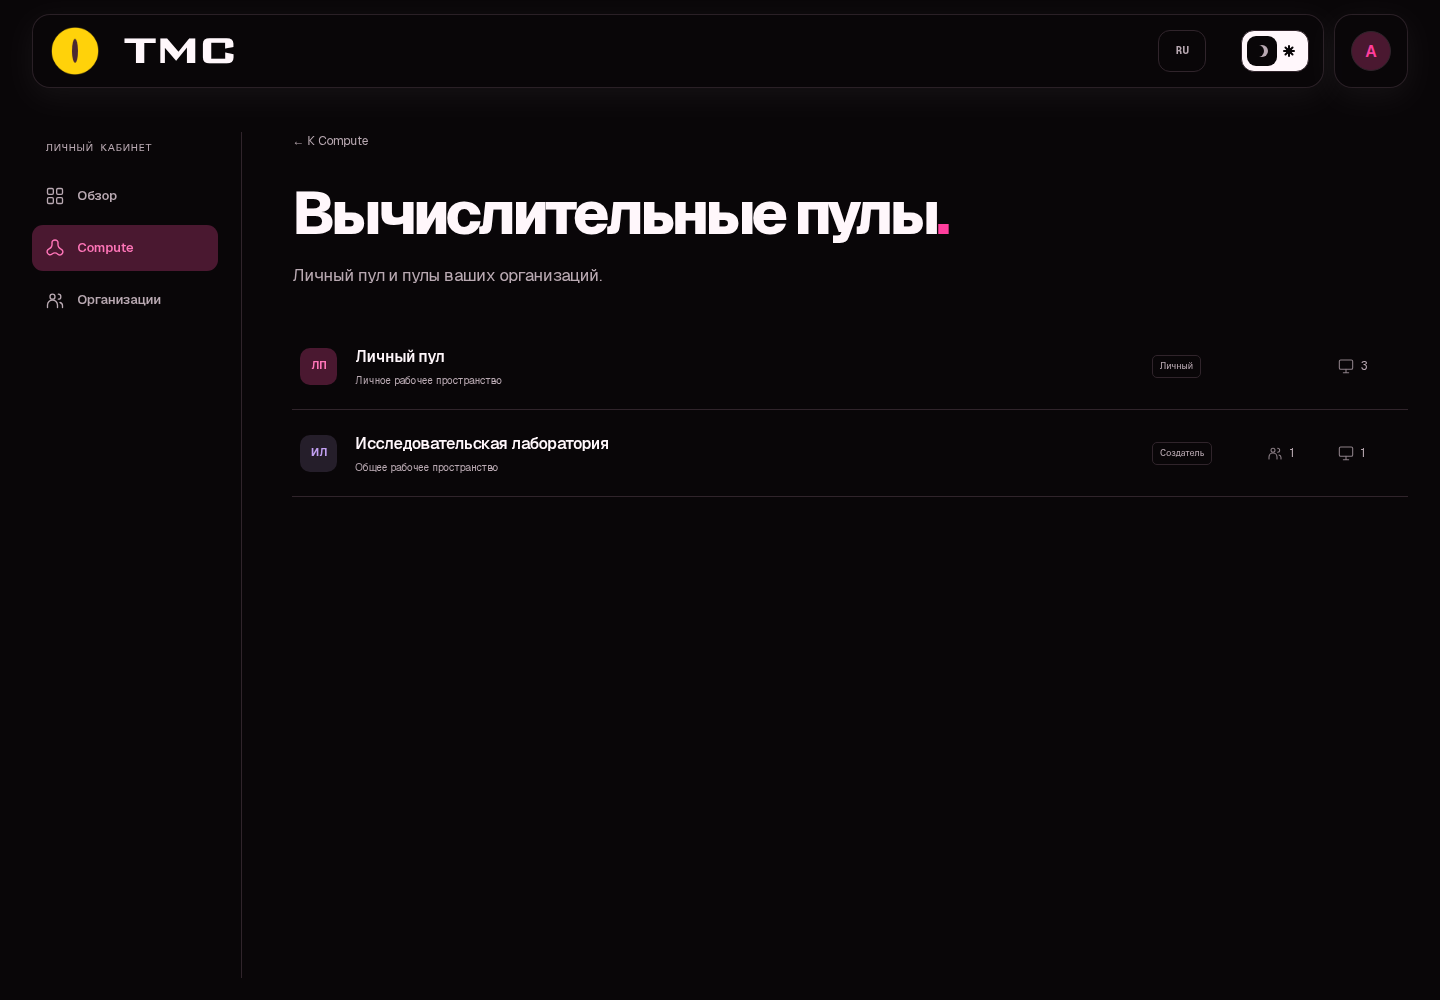 TMC
RU
A
ЛИЧНЫЙ КАБИНЕТ
Обзор
Compute
Организации
← К Compute
Вычислительные пулы.
Личный пул и пулы ваших организаций.
ЛП
Личный пул
Личное рабочее пространство
Личный
3
ИЛ
Исследовательская лаборатория
Общее рабочее пространство
Создатель
1
1